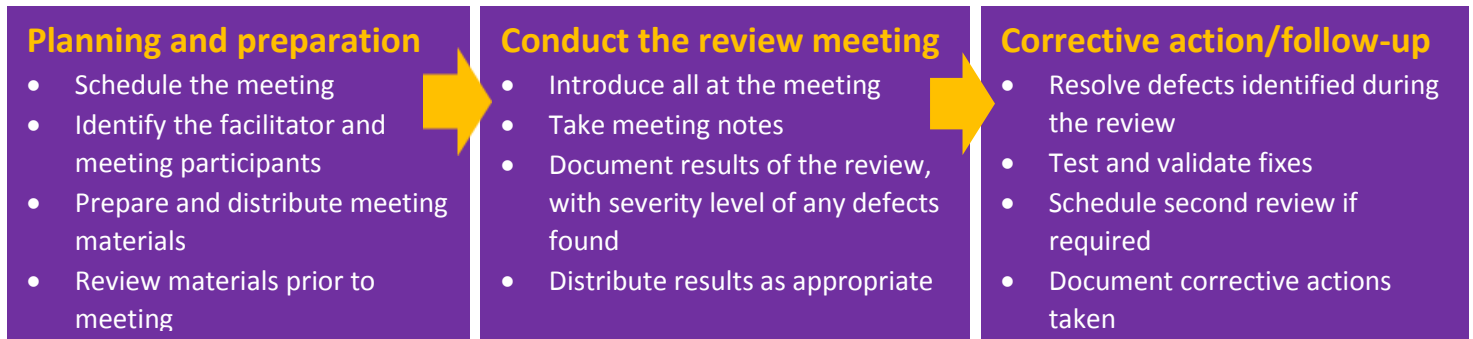 Planning and preparation
• Schedule the meeting
• Identify the facilitator and
meeting participants
• Prepare and distribute meeting
materials
• Review materials prior to
meeting
Conduct the review meeting
• Introduce all at the meeting
• Take meeting notes
• Document results of the review,
with severity level of any defects
found
• Distribute results as appropriate
Corrective action/follow-up
• Resolve defects identified during
the review
• Test and validate fixes
• Schedule second review if
required
• Document corrective actions
taken